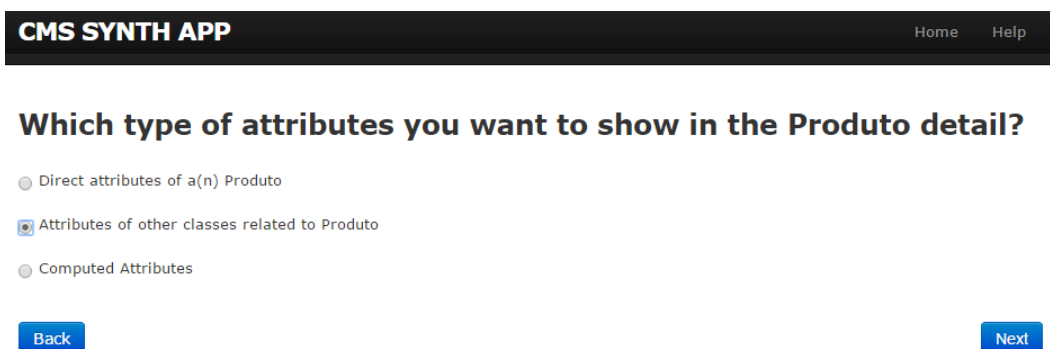 CMS SYNTH APP
Home
Help
Which type of attributes you want to show in the Produto detail?
Direct attributes of a(n) Produto
Attributes of other classes related to Produto
Computed Attributes
Back
Next